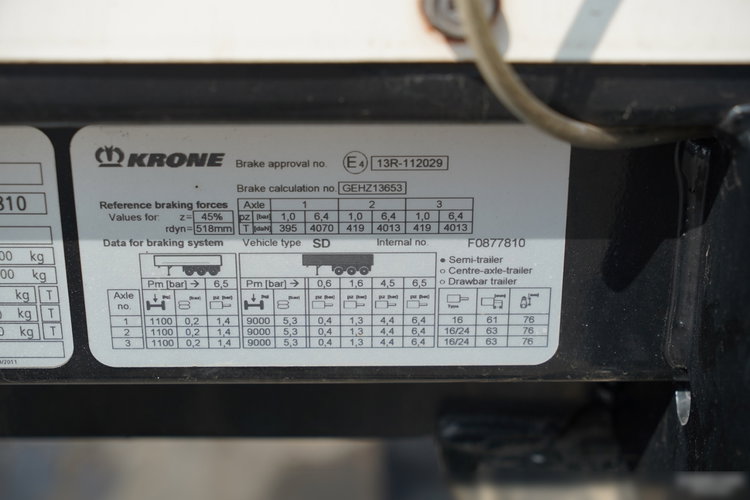 KRONE
Brake approval no. E4 13R-112029
Brake calculation no. GEHZ13653
Reference braking forces Axle 1 2 3
Values for: z= 45% pz [bar] 1,0 6,4 1,0 6,4 1,0 6,4
rdyn= 518mm T [daN] 395 4070 419 4013 419 4013
Data for braking system Vehicle type SD Internal no. F0877810
Semi-trailer
Centre-axle-trailer
Drawbar trailer
Pm [bar] → 6,5 Pm [bar] → 0,6 1,6 4,5 6,5
Axle no.
1 1100 0,2 1,4 9000 5,3 0,4 1,3 4,4 6,4 16 61 76
2 1100 0,2 1,4 9000 5,3 0,4 1,3 4,4 6,4 16/24 63 76
3 1100 0,2 1,4 9000 5,3 0,4 1,3 4,4 6,4 16/24 63 76
810
00 kg
00 kg
kg T
0 kg T
0 kg T